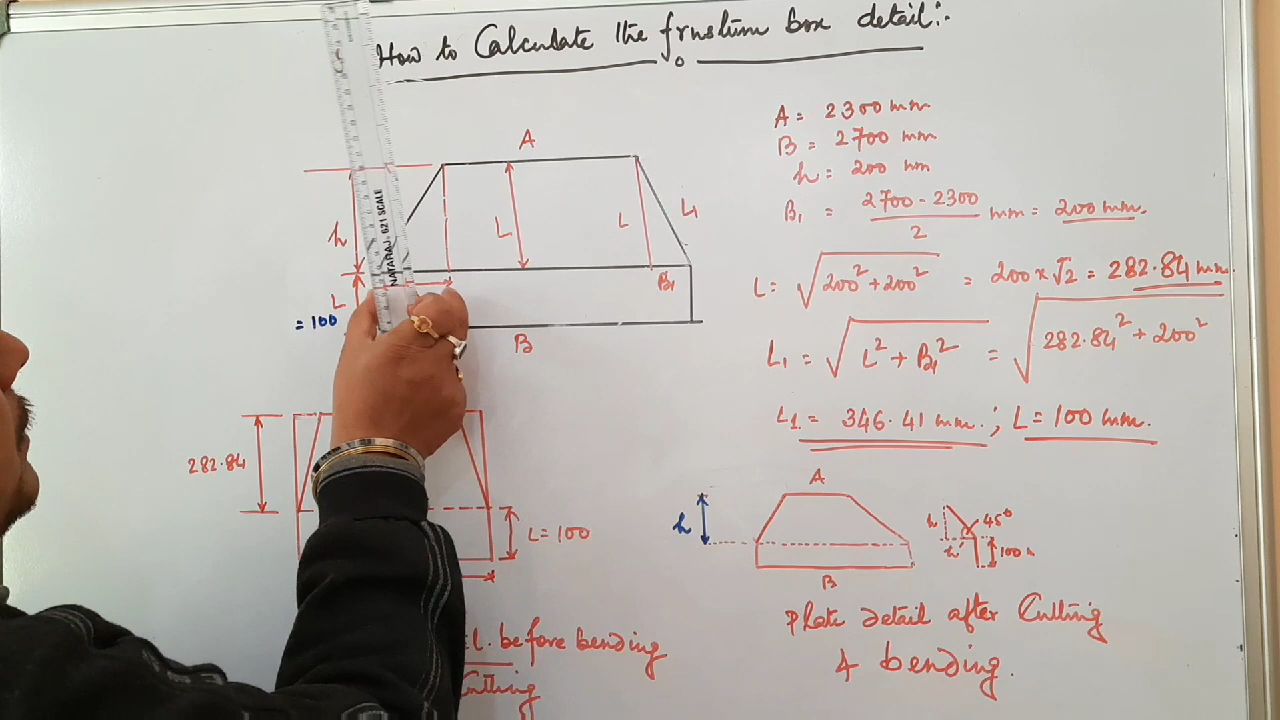 How to Calculate the frustum box detail:-
A
h
L
L
L1
B1
L
= 100
B
NATARAJ 621 SCALE
A = 2300 mm
B = 2700 mm
h = 200 mm
B1 = (2700 - 2300)/2 mm = 200 mm.
L = √(200² + 200²) = 200 x √2 = 282.84 mm.
L1 = √(L² + B1²) = √(282.84² + 200²)
L1 = 346.41 mm. ; L = 100 mm.
282.84
L = 100
before bending
Cutting
A
h
B
h
45°
h
100
Plate detail after Cutting
& bending.